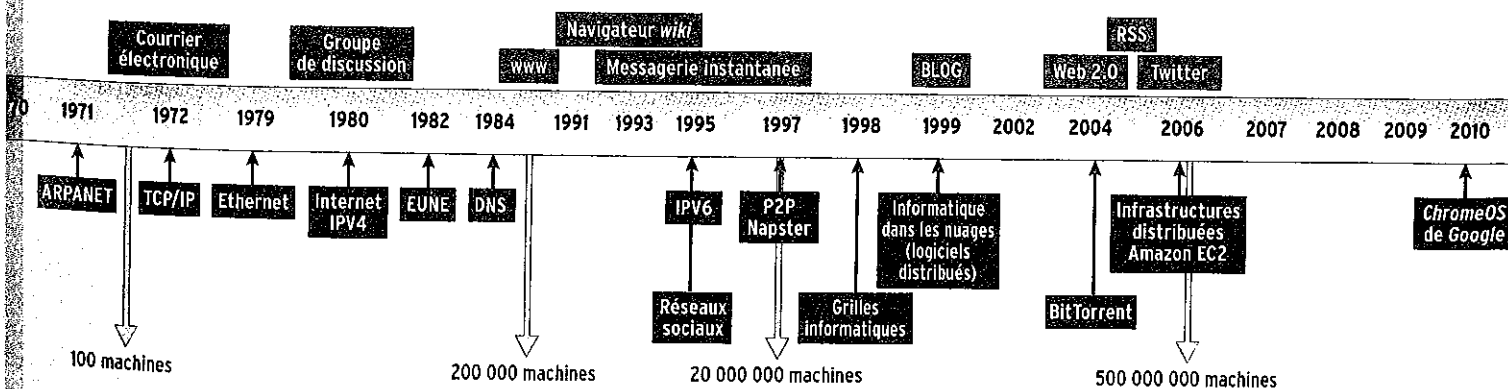 Navigateur wiki
RSS
Courrier
électronique
Groupe
de discussion
www
Messagerie instantanée
BLOG
Web 2.0
Twitter
70 1971 1972 1979 1980 1982 1984 1991 1993 1995 1997 1998 1999 2002 2004 2006 2007 2008 2009 2010
ARPANET
TCP/IP
Ethernet
Internet
IPV4
EUNE
DNS
IPV6
P2P
Napster
Informatique
dans les nuages
(logiciels
distribués)
Infrastructures
distribuées
Amazon EC2
ChromeOS
de Google
Réseaux
sociaux
Grilles
informatiques
BitTorrent
100 machines
200 000 machines
20 000 000 machines
500 000 000 machines